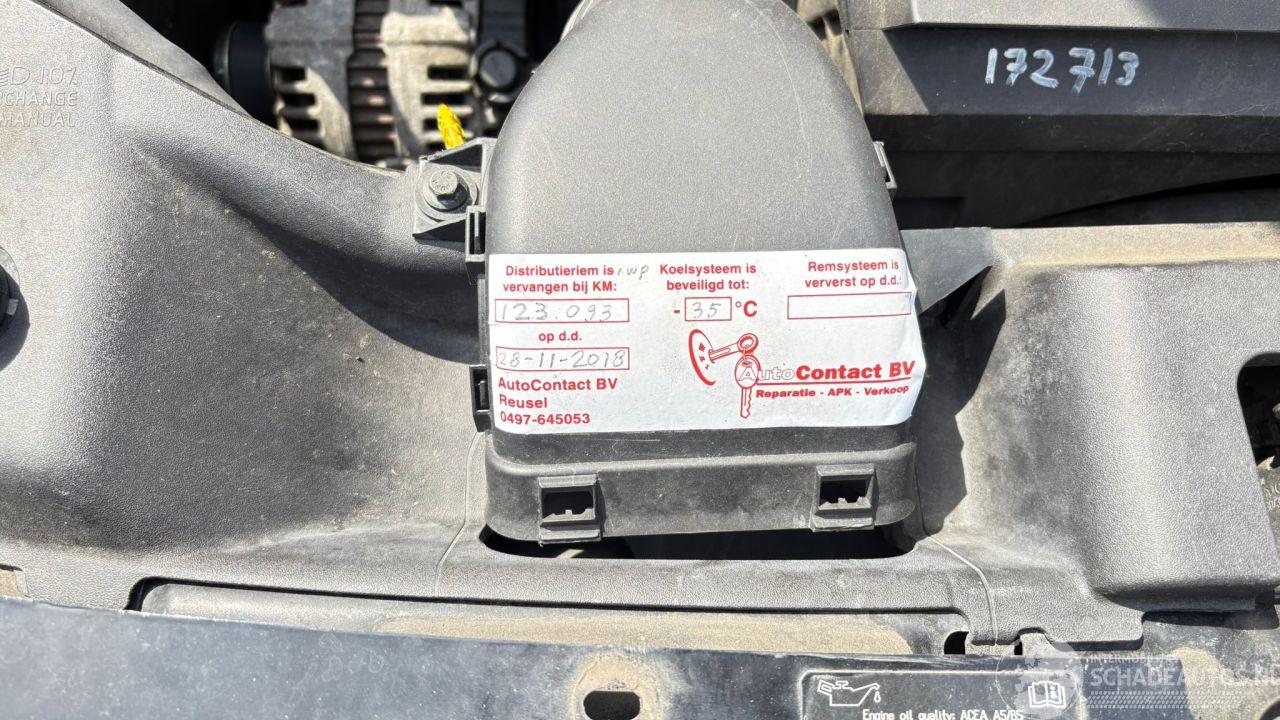 172713
10%
MANUAL
Distributieriem is
vervangen bij KM:
123.093
op d.d.
28-11-2018
AutoContact BV
Reusel
0497-645053
Koelsysteem is
beveiligd tot:
-35 °C
Remsysteem is
ververst op d.d.:
AutoContact BV
Reparatie - APK - Verkoop
Engine oil quality: ACEA A5/B5
SCHADEAUTOS.NL